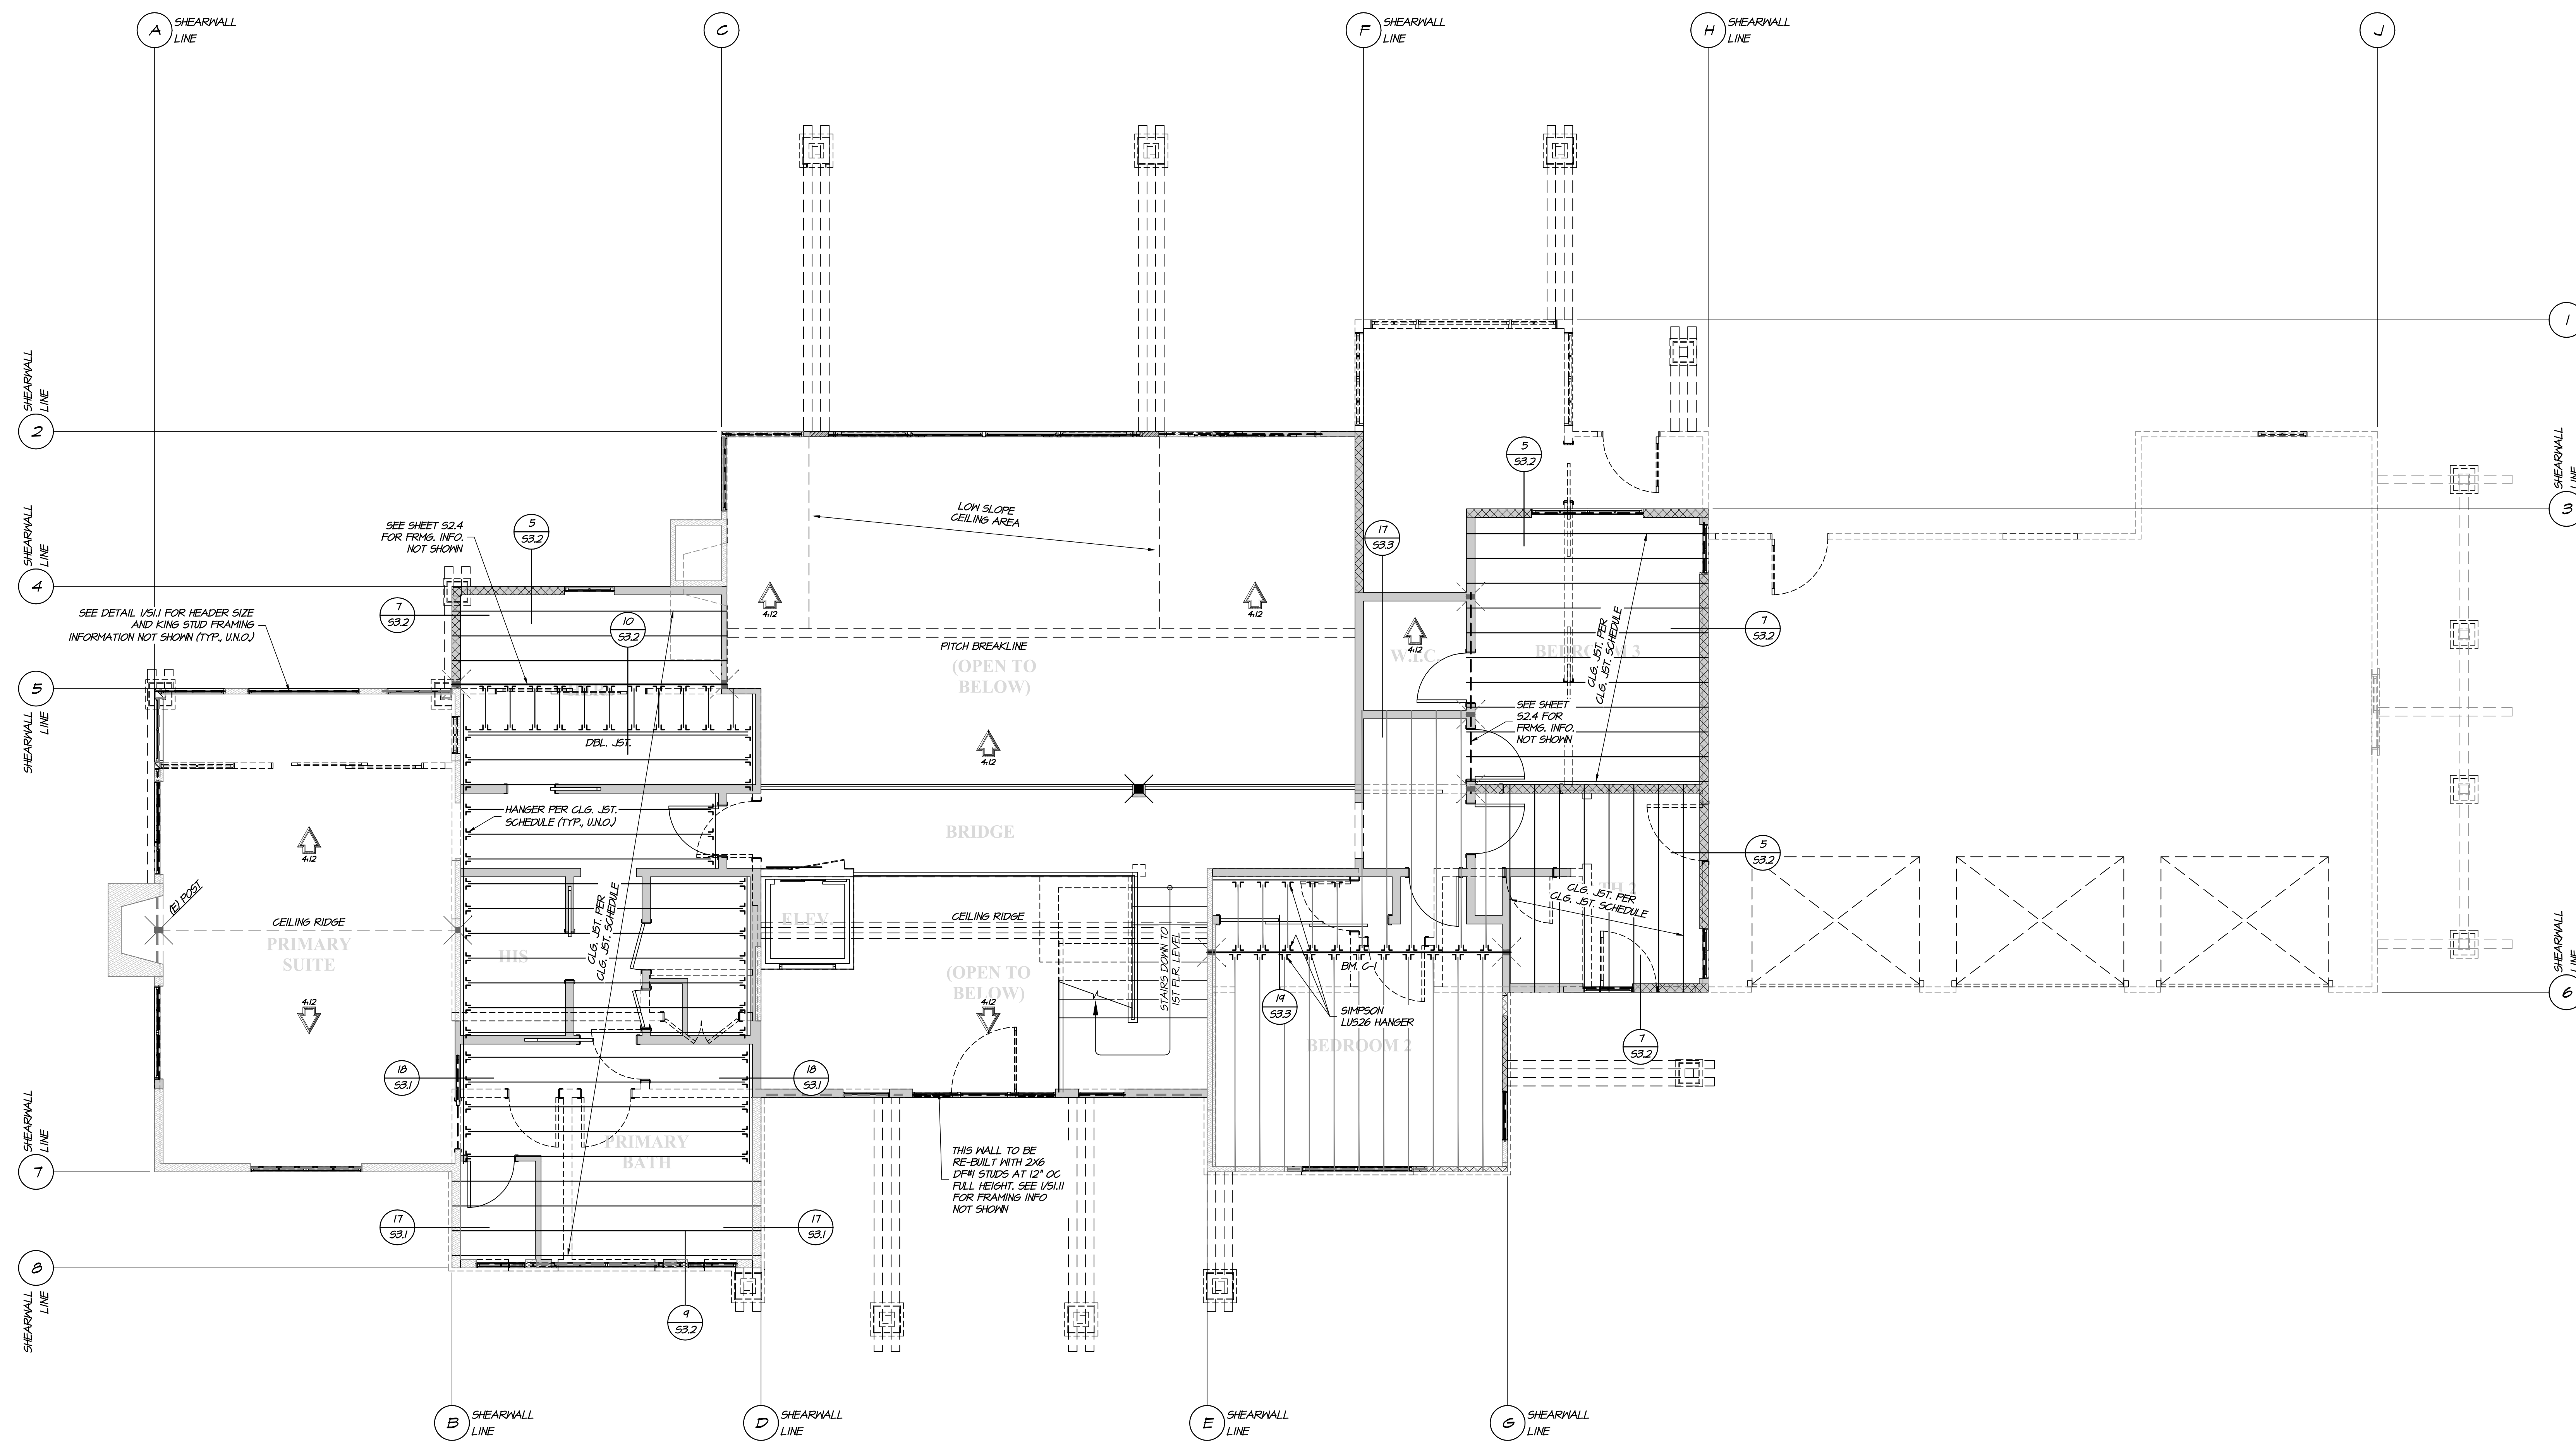 A
SHEARWALL
LINE
C
F
SHEARWALL
LINE
H
SHEARWALL
LINE
J
1
SHEARWALL
LINE
2
SHEARWALL
LINE
3
SHEARWALL
LINE
4
5
SHEARWALL
LINE
SHEARWALL
LINE
6
SHEARWALL
LINE
7
8
SHEARWALL
LINE
B
SHEARWALL
LINE
D
SHEARWALL
LINE
E
SHEARWALL
LINE
G
SHEARWALL
LINE
SEE SHEET S2.4
FOR FRMG. INFO.
NOT SHOWN
5
S3.2
7
S3.2
10
S3.2
SEE DETAIL 1/S1.1 FOR HEADER SIZE
AND KING STUD FRAMING
INFORMATION NOT SHOWN (TYP., U.N.O.)
LOW SLOPE
CEILING AREA
4:12
4:12
PITCH BREAKLINE
(OPEN TO
BELOW)
4:12
17
S3.3
5
S3.2
4:12
W.I.C.
BEDROOM 3
CLG. JST. PER
CLG. JST. SCHEDULE
7
S3.2
SEE SHEET
S2.4 FOR
FRMG. INFO.
NOT SHOWN
DBL. JST.
HANGER PER CLG. JST.
SCHEDULE (TYP., U.N.O.)
4:12
BRIDGE
(E) POST
CEILING RIDGE
PRIMARY
SUITE
4:12
HIS
CLG. JST. PER
CLG. JST. SCHEDULE
ELEV.
CEILING RIDGE
(OPEN TO
BELOW)
4:12
STAIRS DOWN TO
1ST FLR. LEVEL
5
S3.2
CLG. JST. PER
CLG. JST. SCHEDULE
BM. C-1
19
S3.3
SIMPSON
LUS26 HANGER
BEDROOM 2
7
S3.2
18
S3.1
18
S3.1
PRIMARY
BATH
THIS WALL TO BE
RE-BUILT WITH 2X6
DF#1 STUDS AT 12" OC
FULL HEIGHT. SEE 1/S1.11
FOR FRAMING INFO
NOT SHOWN
17
S3.1
17
S3.1
9
S3.2